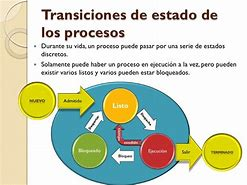 Transiciones de estado de
los procesos
Durante su vida, un proceso puede pasar por una serie de estados
discretos.
Solamente puede haber un proceso en ejecución a la vez, pero pueden
existir varios listos y varios pueden estar bloqueados.
NUEVO
Admitido
Listo
Bloqueado
Bloqueo
Ejecución
Salir
TERMINADO